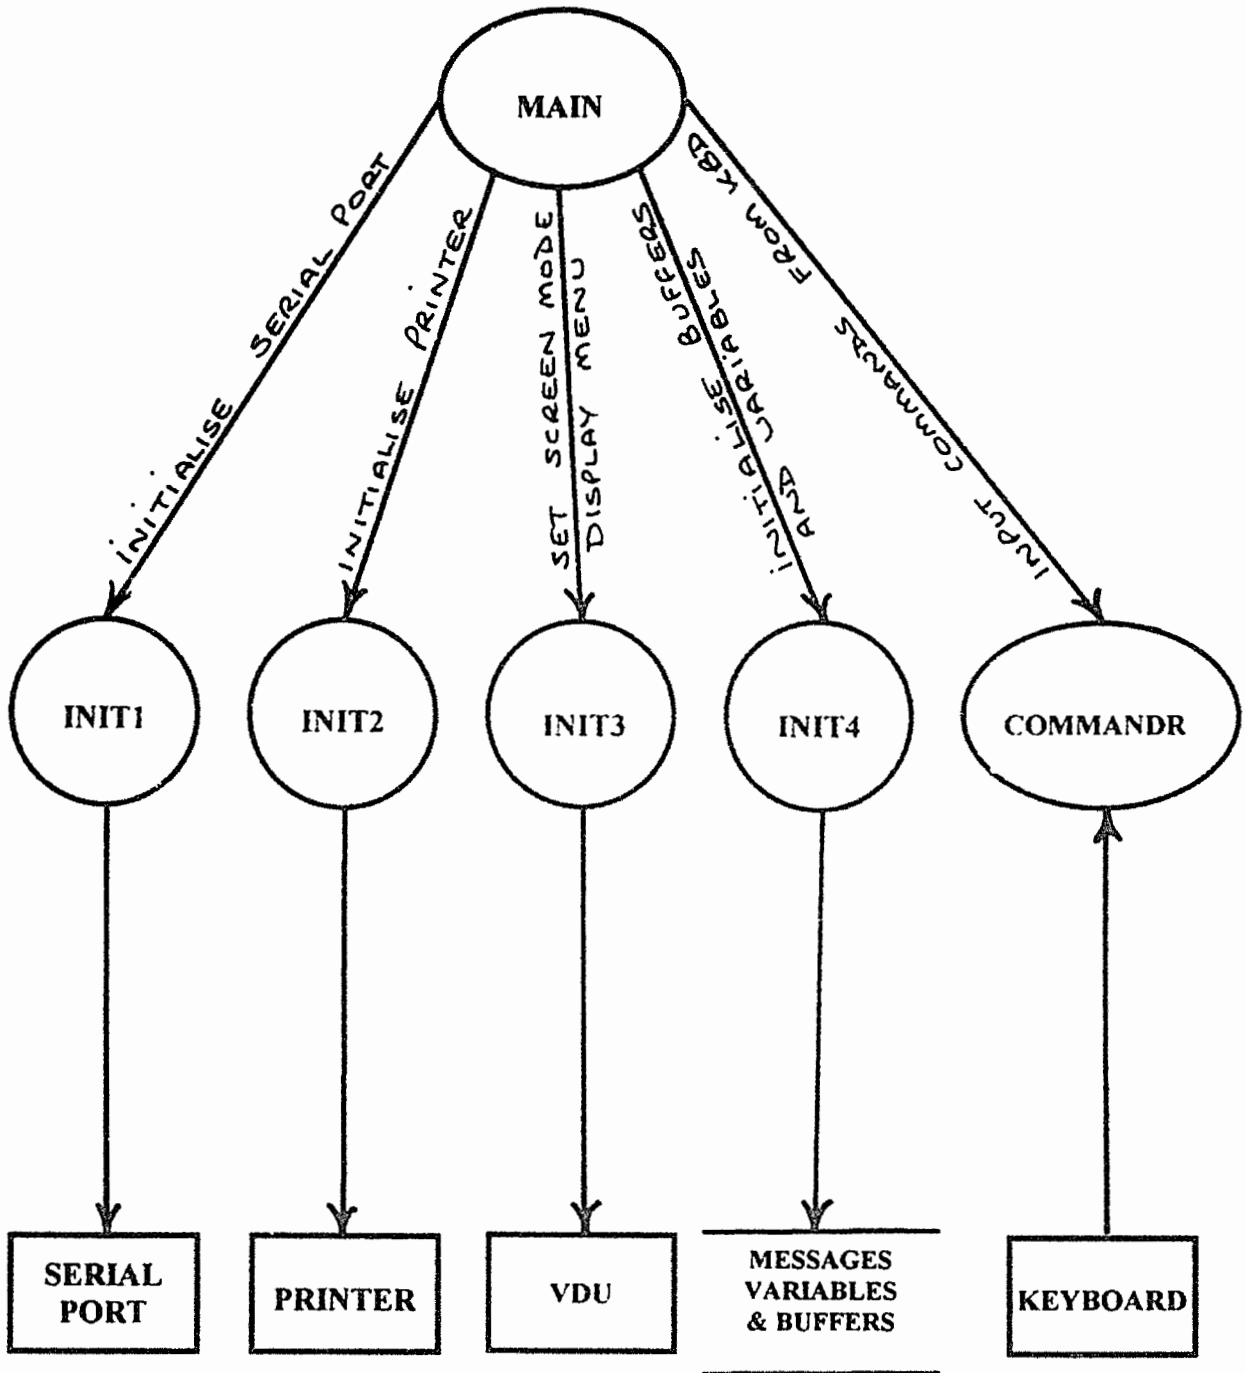 MAIN
INITIALISE SERIAL PORT
INITIALISE PRINTER
SET SCREEN MODE
DISPLAY MENU
INITIALISE BUFFERS
AND VARIABLES
INPUT COMMANDS FROM KBD
INIT1
INIT2
INIT3
INIT4
COMMANDR
SERIAL
PORT
PRINTER
VDU
MESSAGES
VARIABLES
& BUFFERS
KEYBOARD